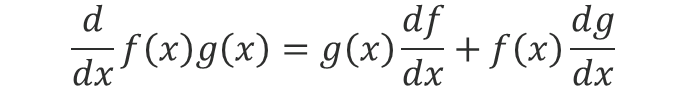 d/dx f(x)g(x) = g(x) df/dx + f(x) dg/dx